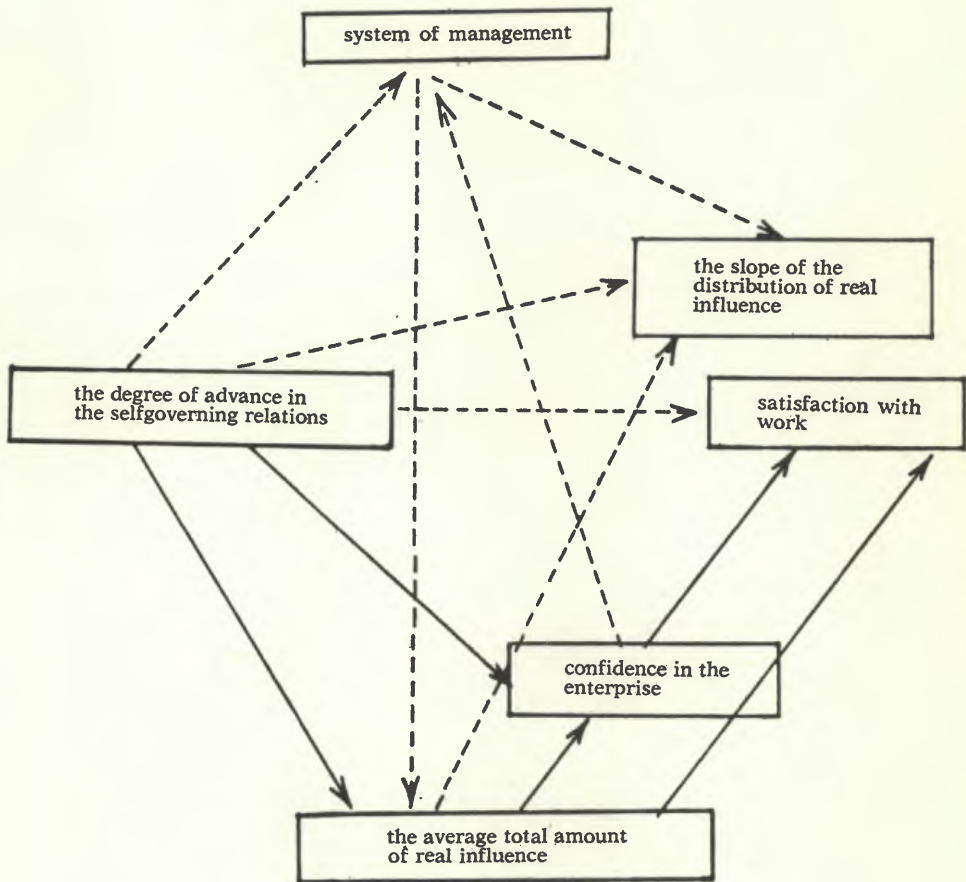 system of management
the slope of the
distribution of real
influence
the degree of advance in
the selfgoverning relations
satisfaction with
work
confidence in the
enterprise
the average total amount
of real influence